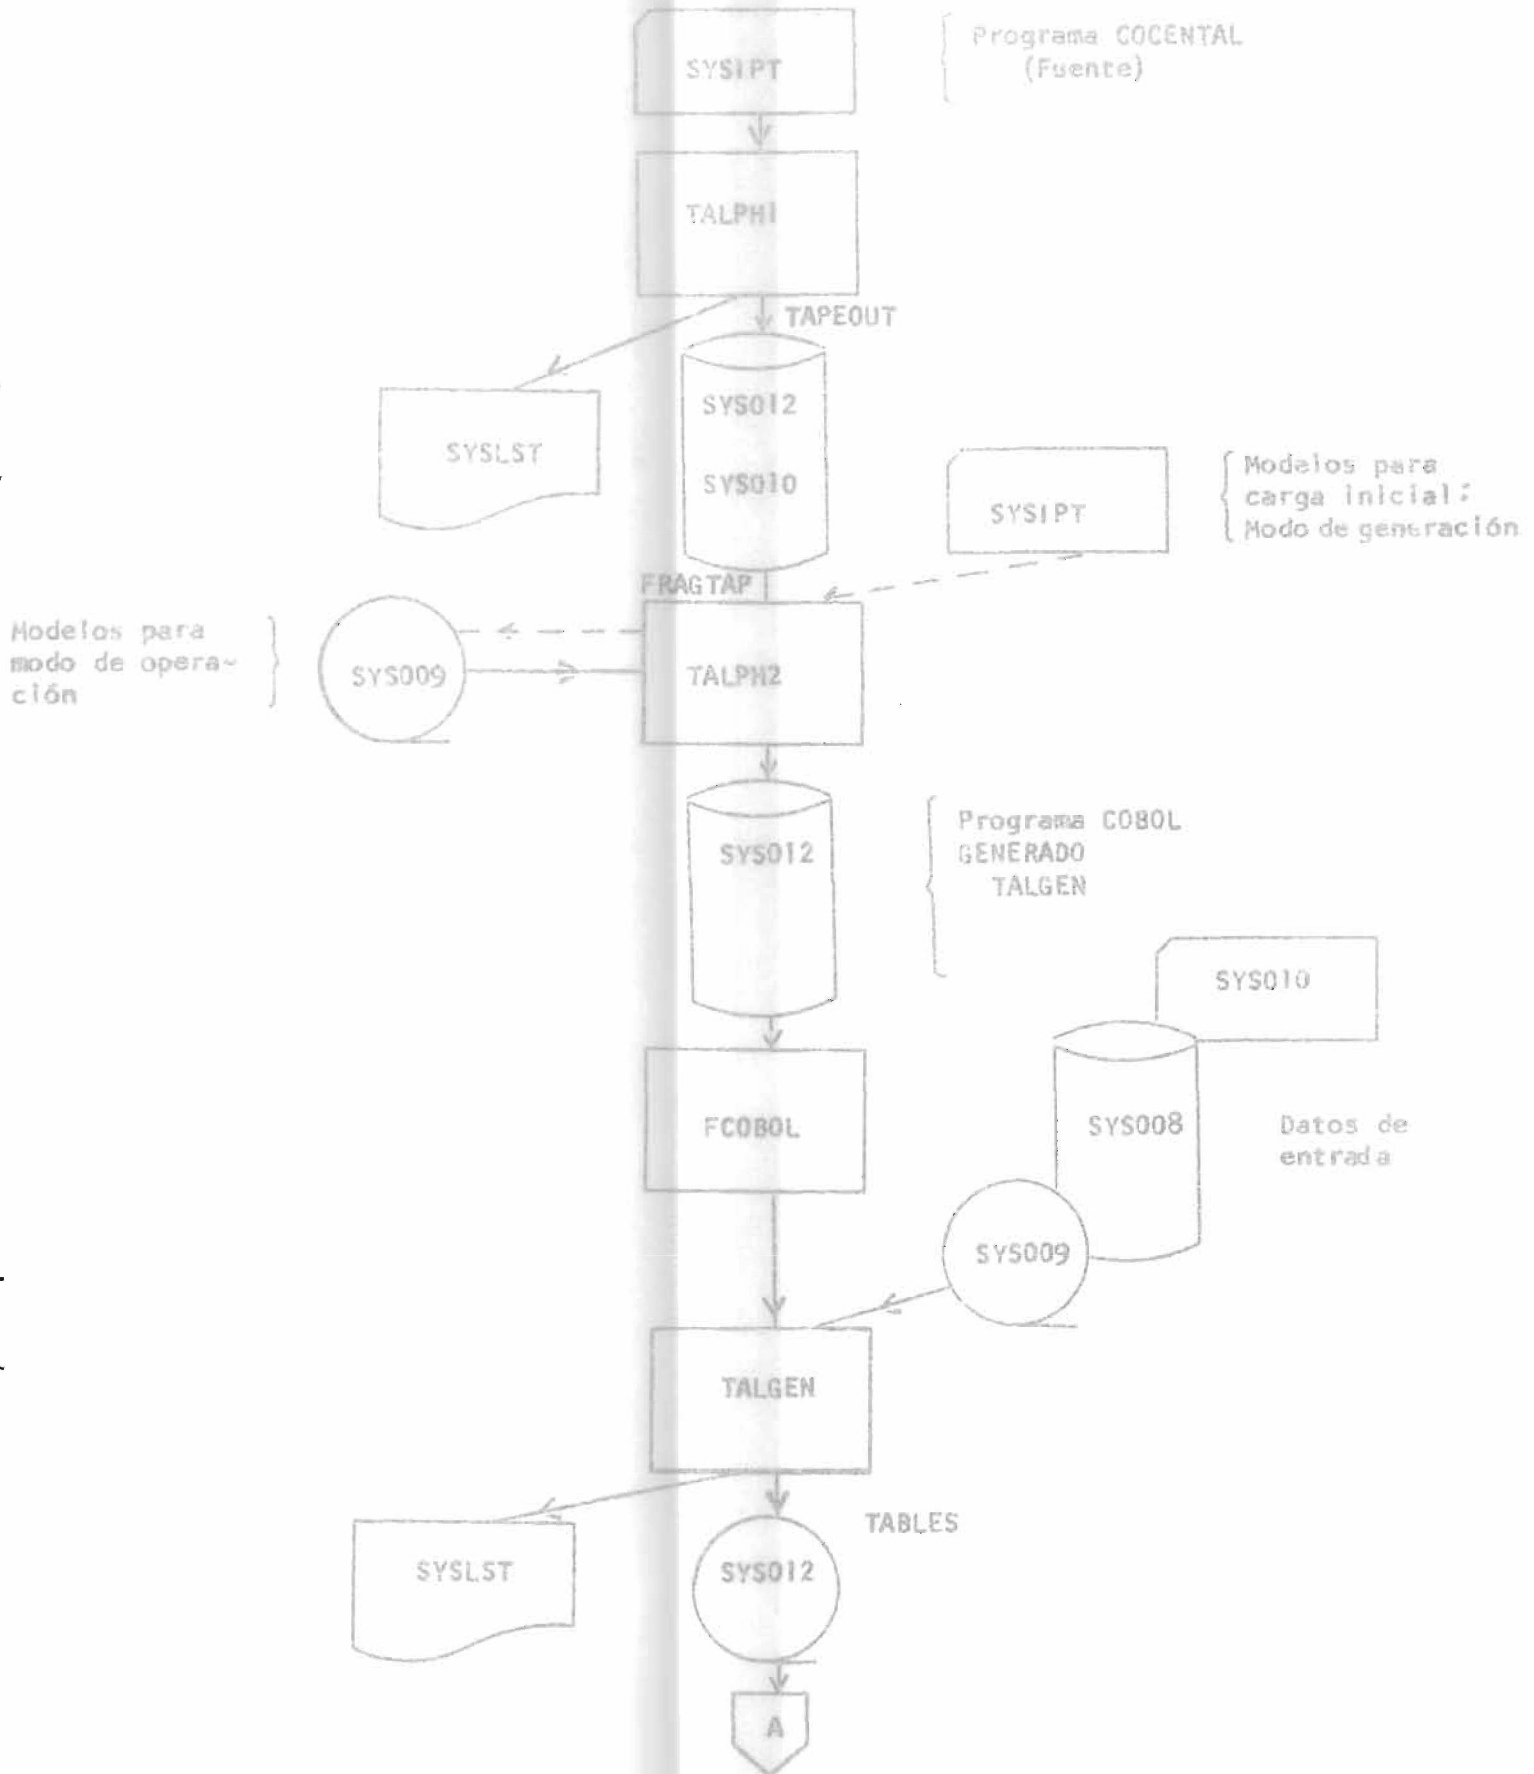 Programa COCENTAL
(Fuente)
SYSIPT
TALPH1
TAPEOUT
SYS012
SYSLST
SYS010
SYSIPT
Modelos para
carga inicial:
Modo de generación
FRAGTAP
Modelos para
modo de opera-
ción
SYS009
TALPH2
SYS012
Programa COBOL
GENERADO
TALGEN
SYS010
FCOBOL
SYS008
Datos de
entrada
SYS009
TALGEN
TABLES
SYSLST
SYS012
A